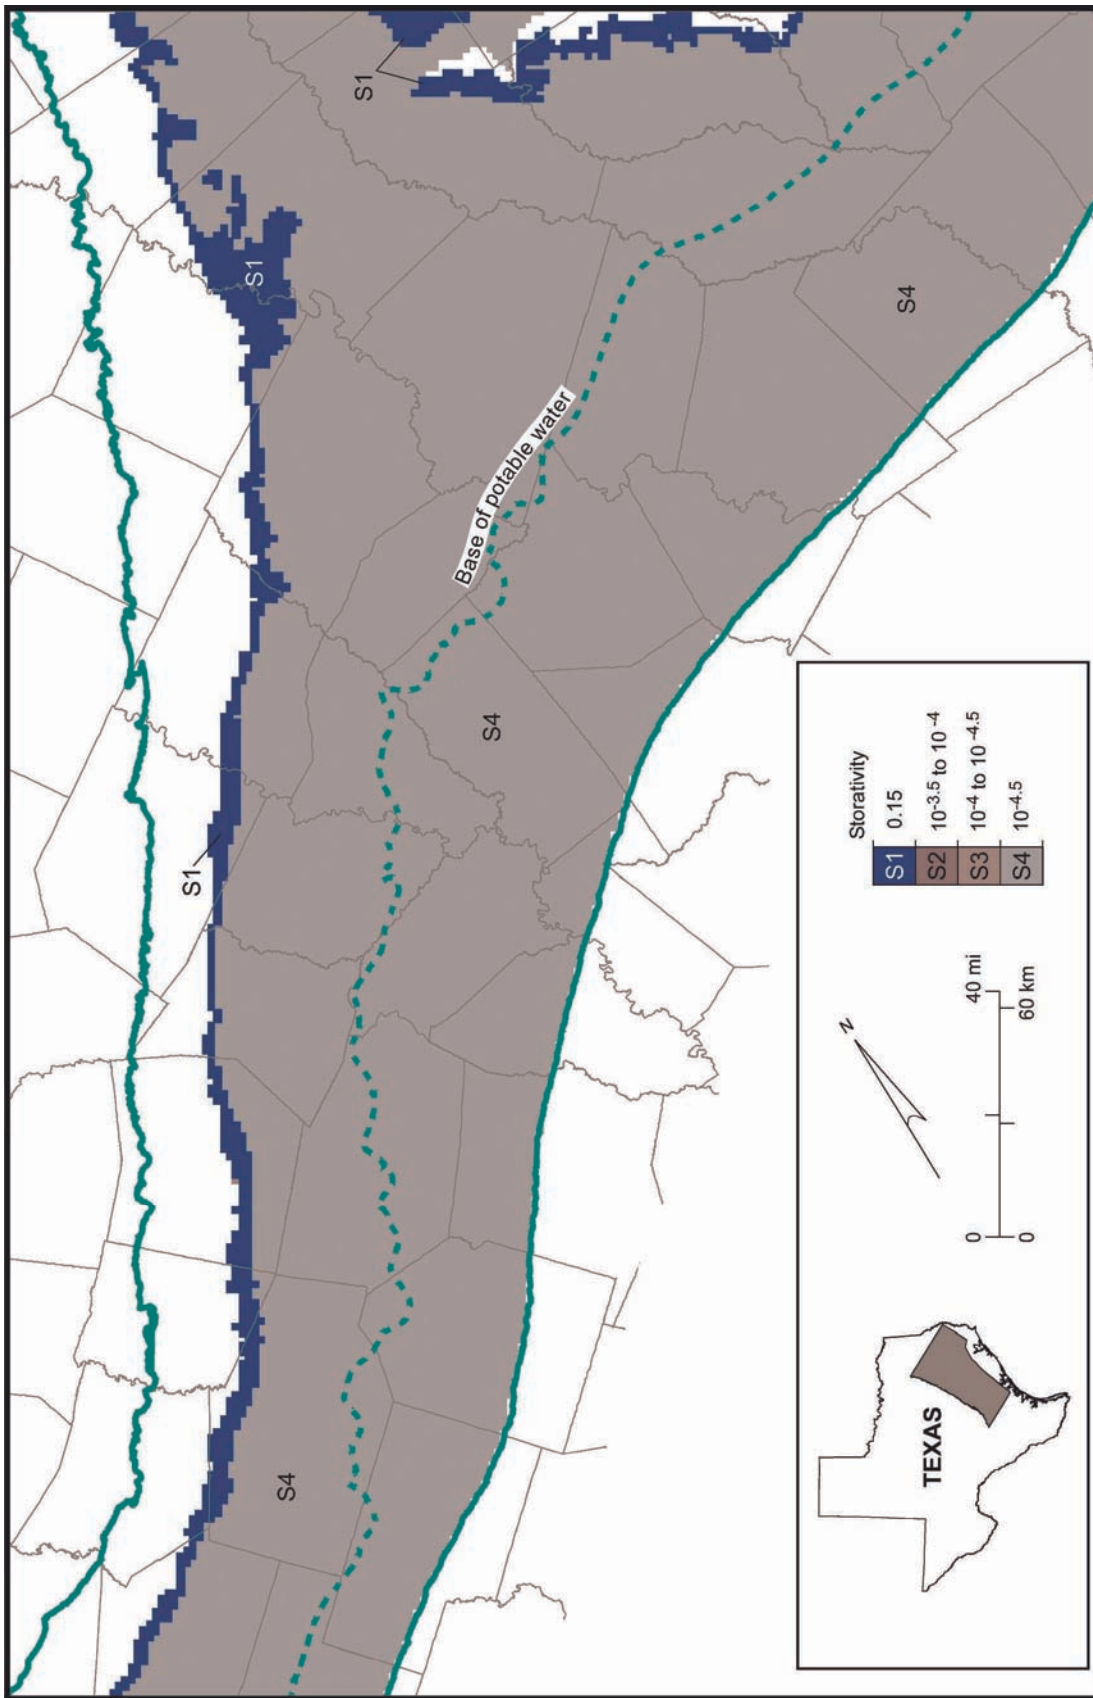 S1
S1
S1
S4
Base of potable water
S4
S4
Storativity
S1 0.15
S2 10^-3.5 to 10^-4
S3 10^-4 to 10^-4.5
S4 10^-4.5
N
0 40 mi
0 60 km
TEXAS